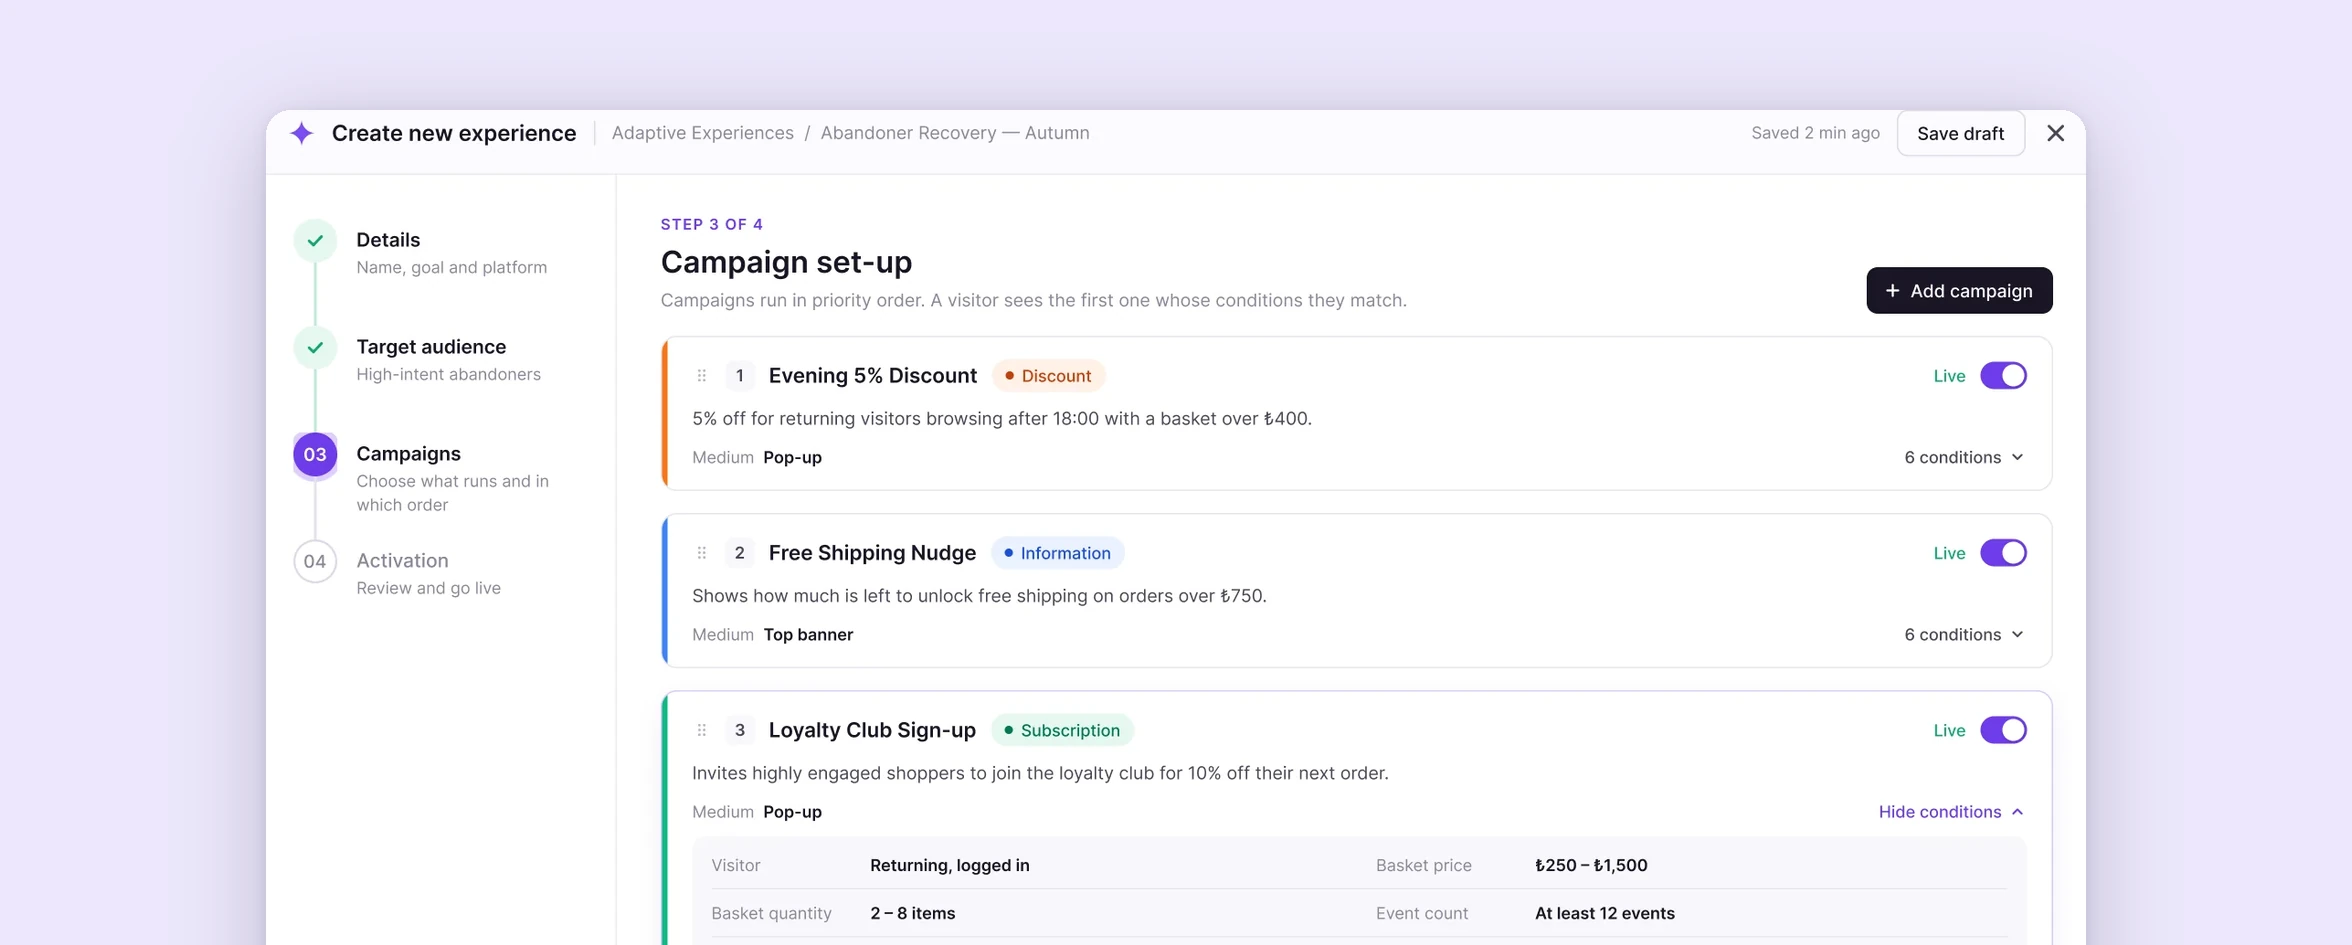 Create new experience
Adaptive Experiences / Abandoner Recovery — Autumn
Saved 2 min ago
Save draft
Details
Name, goal and platform
Target audience
High-intent abandoners
03
Campaigns
Choose what runs and in
which order
04
Activation
Review and go live
STEP 3 OF 4
Campaign set-up
Campaigns run in priority order. A visitor sees the first one whose conditions they match.
+ Add campaign
1 Evening 5% Discount
Discount
Live
5% off for returning visitors browsing after 18:00 with a basket over ₺400.
Medium Pop-up
6 conditions
2 Free Shipping Nudge
Information
Live
Shows how much is left to unlock free shipping on orders over ₺750.
Medium Top banner
6 conditions
3 Loyalty Club Sign-up
Subscription
Live
Invites highly engaged shoppers to join the loyalty club for 10% off their next order.
Medium Pop-up
Hide conditions
Visitor Returning, logged in
Basket price ₺250 – ₺1,500
Basket quantity 2 – 8 items
Event count At least 12 events